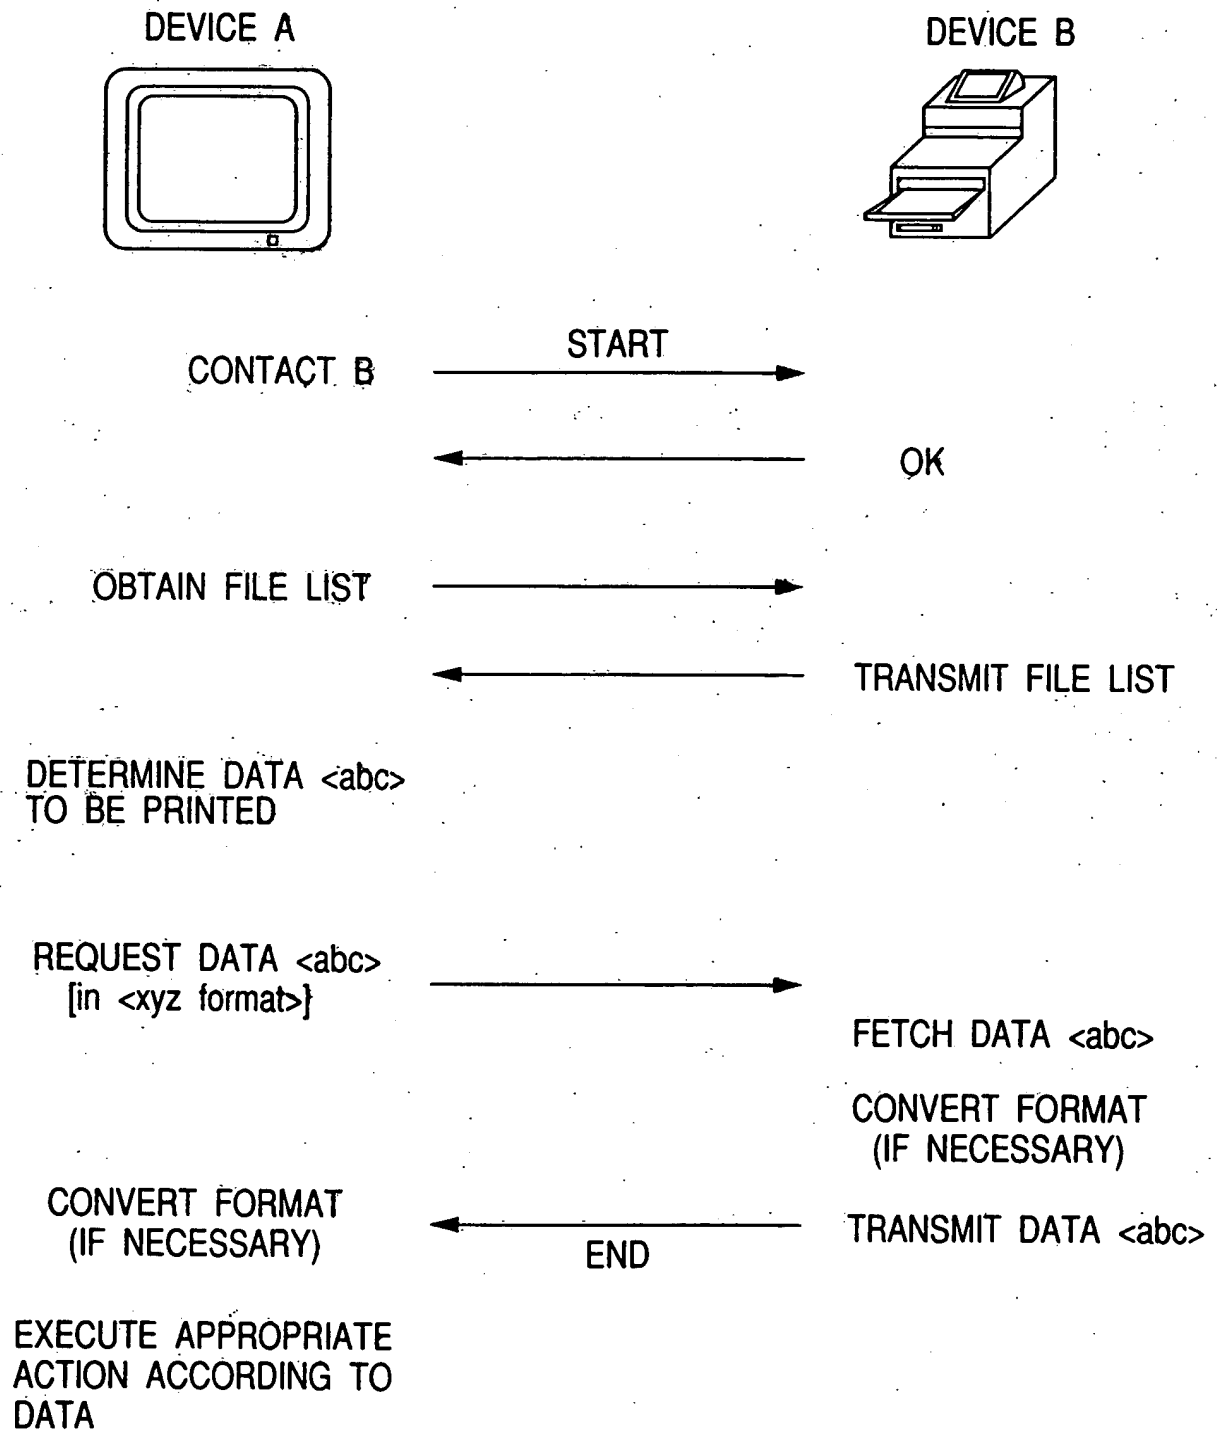 DEVICE A
DEVICE B
START
CONTACT B
OK
OBTAIN FILE LIST
TRANSMIT FILE LIST
DETERMINE DATA <abc>
TO BE PRINTED
REQUEST DATA <abc>
[in <xyz format>}
FETCH DATA <abc>
CONVERT FORMAT
(IF NECESSARY)
CONVERT FORMAT
(IF NECESSARY)
TRANSMIT DATA <abc>
END
EXECUTE APPROPRIATE
ACTION ACCORDING TO
DATA